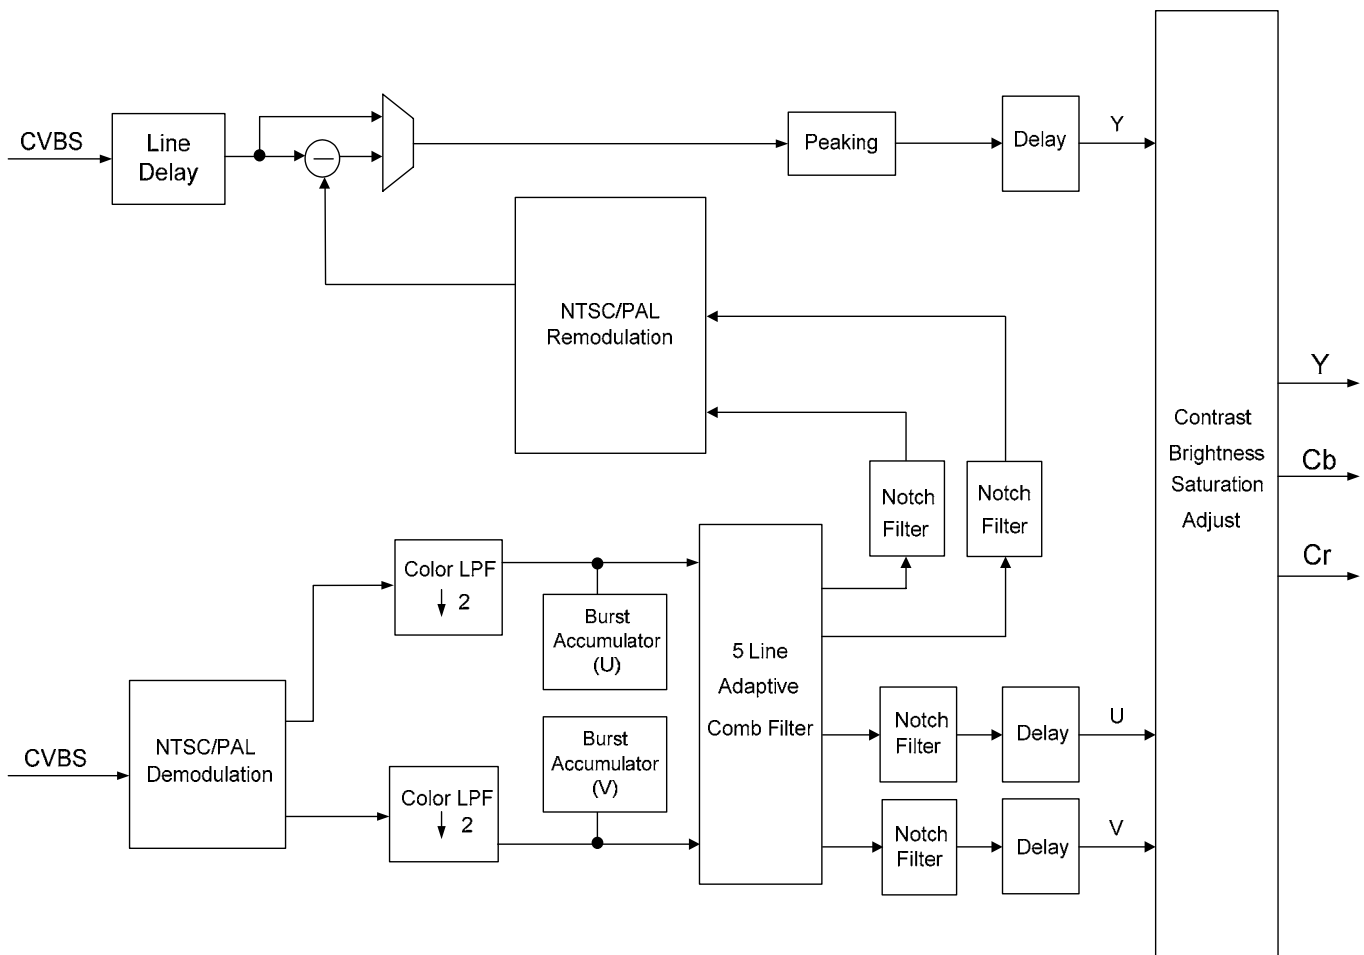 CVBS
Line
Delay
Peaking
Delay
Y
NTSC/PAL
Remodulation
Notch
Filter
Notch
Filter
Contrast
Brightness
Saturation
Adjust
Y
Cb
Cr
CVBS
NTSC/PAL
Demodulation
Color LPF
2
Burst
Accumulator
(U)
Color LPF
2
Burst
Accumulator
(V)
5 Line
Adaptive
Comb Filter
Notch
Filter
Delay
U
Notch
Filter
Delay
V